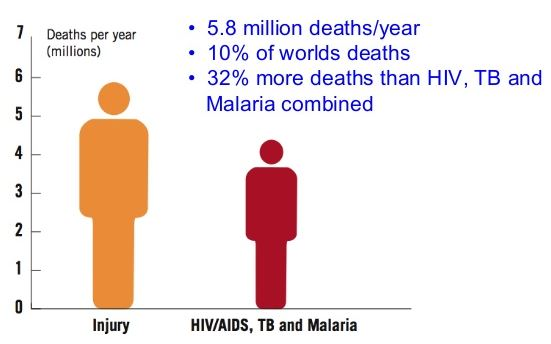 7
Deaths per year
(millions)
6
5
4
3
2
1
0
• 5.8 million deaths/year
• 10% of worlds deaths
• 32% more deaths than HIV, TB and
Malaria combined
Injury
HIV/AIDS, TB and Malaria